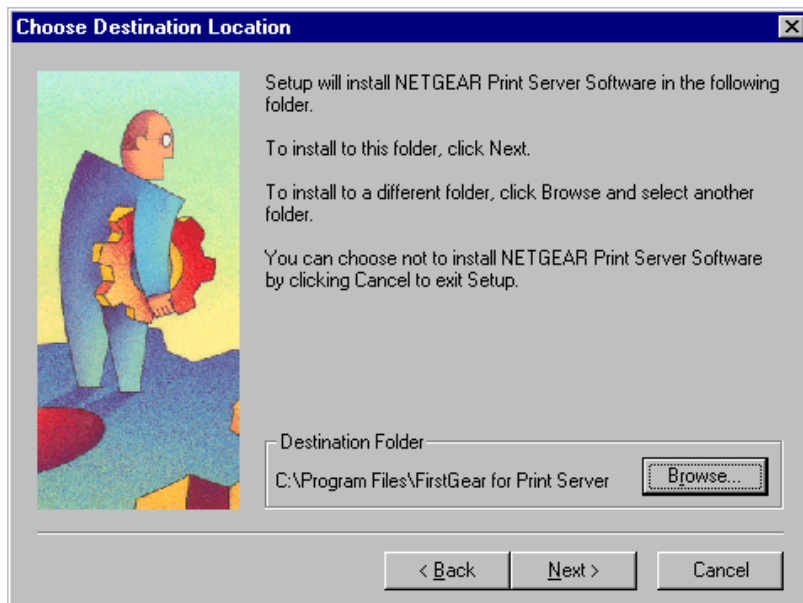 Choose Destination Location
Setup will install NETGEAR Print Server Software in the following
folder.
To install to this folder, click Next.
To install to a different folder, click Browse and select another
folder.
You can choose not to install NETGEAR Print Server Software
by clicking Cancel to exit Setup.
Destination Folder
C:\Program Files\FirstGear for Print Server
Browse...
< Back
Next >
Cancel